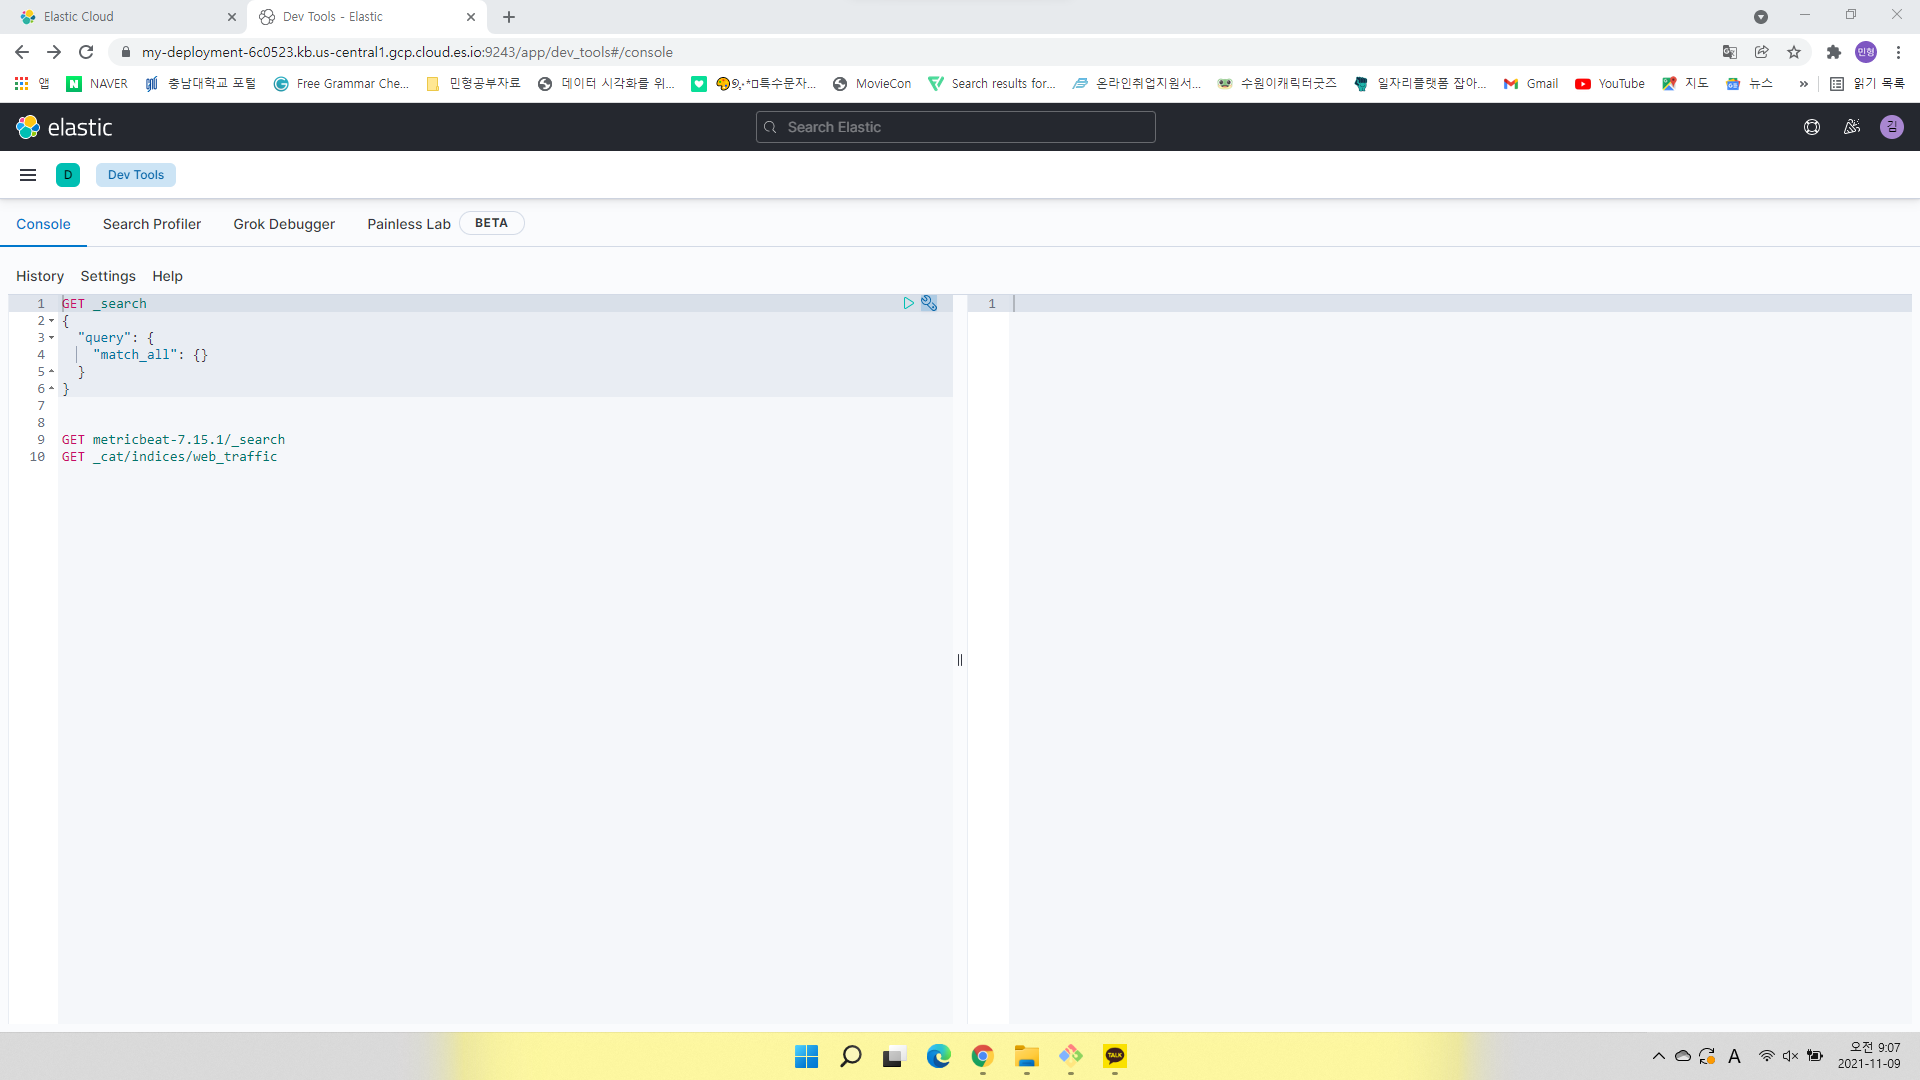 Elastic Cloud
Dev Tools - Elastic
my-deployment-6c0523.kb.us-central1.gcp.cloud.es.io:9243/app/dev_tools#/console
민형
앱
NAVER
충남대학교 포털
Free Grammar Che...
민형공부자료
데이터 시각화를 위...
특수문자...
MovieCon
Search results for...
온라인취업지원서...
수원이캐릭터굿즈
일자리플랫폼 잡아...
Gmail
YouTube
지도
뉴스
»
읽기 목록
elastic
Search Elastic
김
D
Dev Tools
Console
Search Profiler
Grok Debugger
Painless Lab
BETA
History
Settings
Help
1 GET _search
2 {
3 "query": {
4 "match_all": {}
5 }
6 }
7
8
9 GET metricbeat-7.15.1/_search
10 GET _cat/indices/web_traffic
1
TALK
A
오전 9:07
2021-11-09